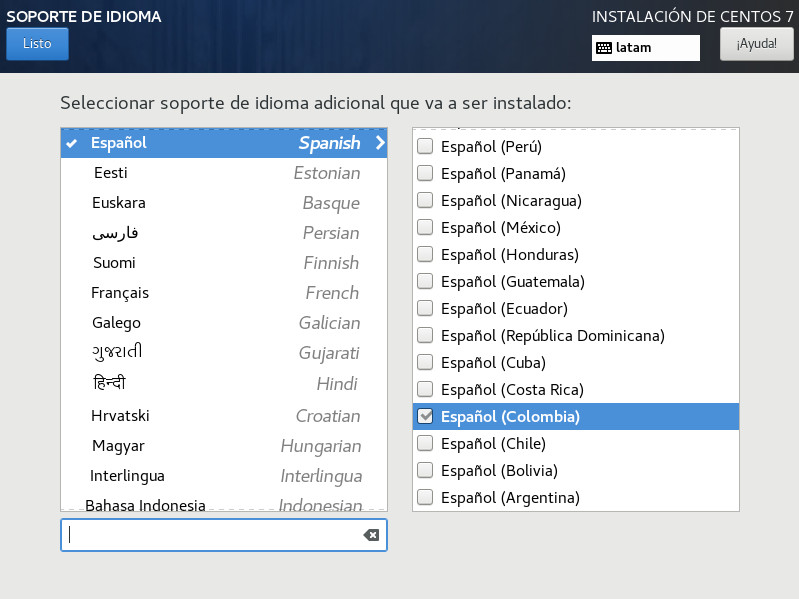 SOPORTE DE IDIOMA
INSTALACIÓN DE CENTOS 7
Listo
latam
¡Ayuda!
Seleccionar soporte de idioma adicional que va a ser instalado:
Español Spanish
Eesti Estonian
Euskara Basque
فارسی Persian
Suomi Finnish
Français French
Galego Galician
ગુજરાતી Gujarati
हिन्दी Hindi
Hrvatski Croatian
Magyar Hungarian
Interlingua Interlingua
Bahasa Indonesia Indonesian
Español (Perú)
Español (Panamá)
Español (Nicaragua)
Español (México)
Español (Honduras)
Español (Guatemala)
Español (Ecuador)
Español (República Dominicana)
Español (Cuba)
Español (Costa Rica)
Español (Colombia)
Español (Chile)
Español (Bolivia)
Español (Argentina)